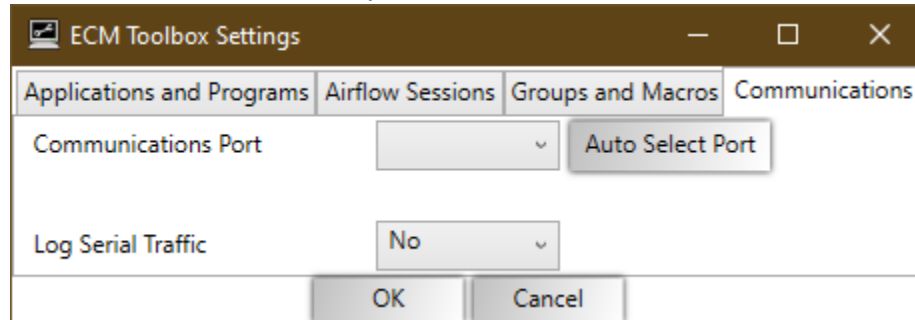 ECM Toolbox Settings
Applications and Programs Airflow Sessions Groups and Macros Communications
Communications Port Auto Select Port
Log Serial Traffic No
OK Cancel